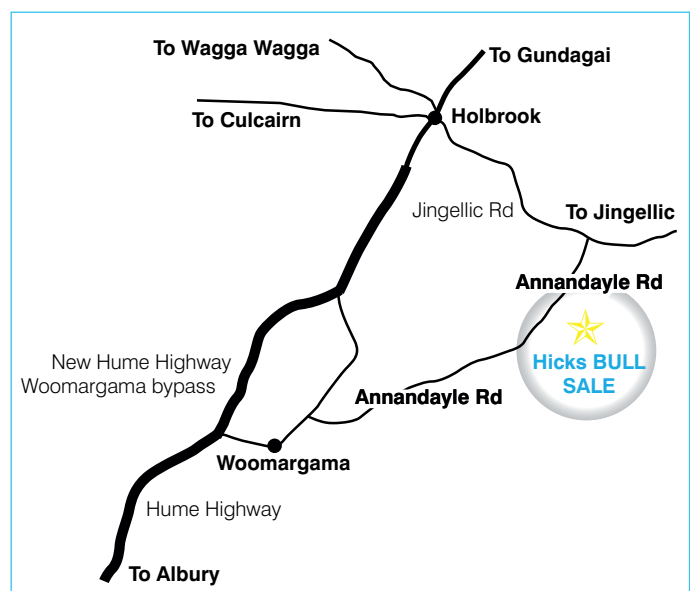 To Wagga Wagga
To Gundagai
To Culcairn
Holbrook
Jingellic Rd
To Jingellic
Annandayle Rd
Hicks BULL
SALE
New Hume Highway
Woomargama bypass
Annandayle Rd
Woomargama
Hume Highway
To Albury